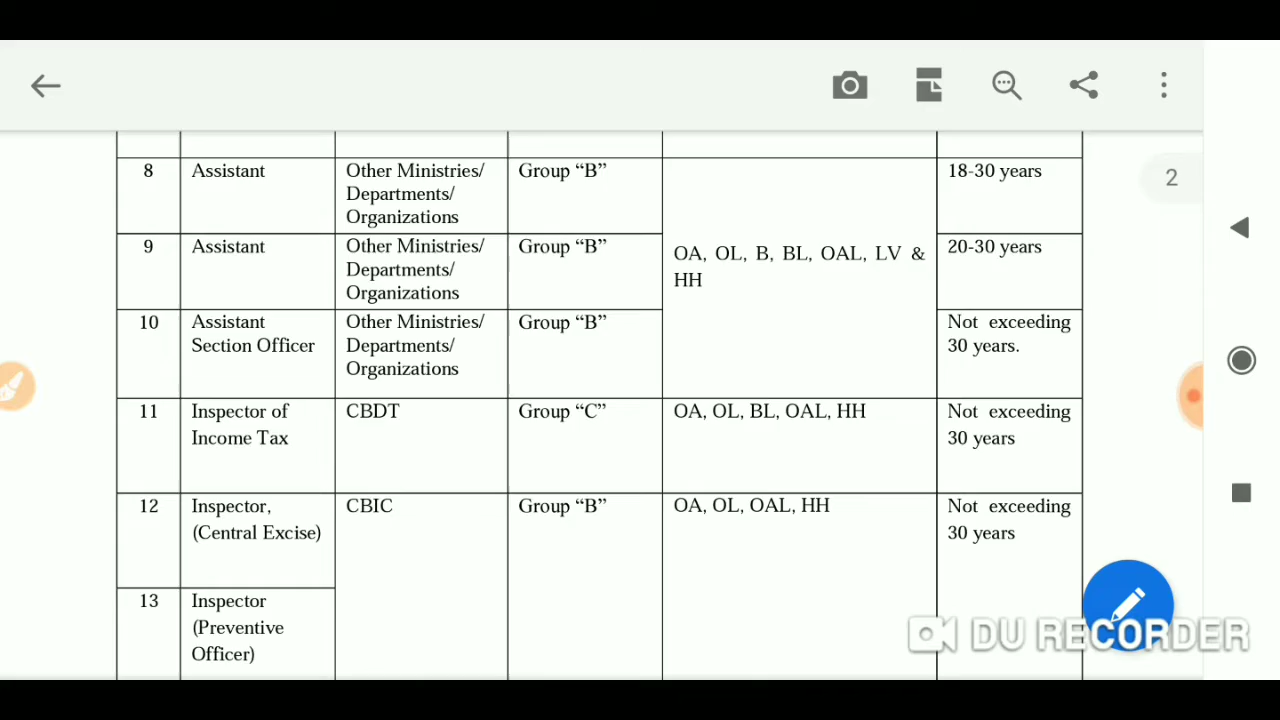 2
8 Assistant Other Ministries/ Group “B” 18-30 years
Departments/
Organizations
9 Assistant Other Ministries/ Group “B” OA, OL, B, BL, OAL, LV & 20-30 years
Departments/ HH
Organizations
10 Assistant Other Ministries/ Group “B” Not exceeding
Section Officer Departments/ 30 years.
Organizations
11 Inspector of CBDT Group “C” OA, OL, BL, OAL, HH Not exceeding
Income Tax 30 years
12 Inspector, CBIC Group “B” OA, OL, OAL, HH Not exceeding
(Central Excise) 30 years
13 Inspector
(Preventive
Officer)
DU RECORDER